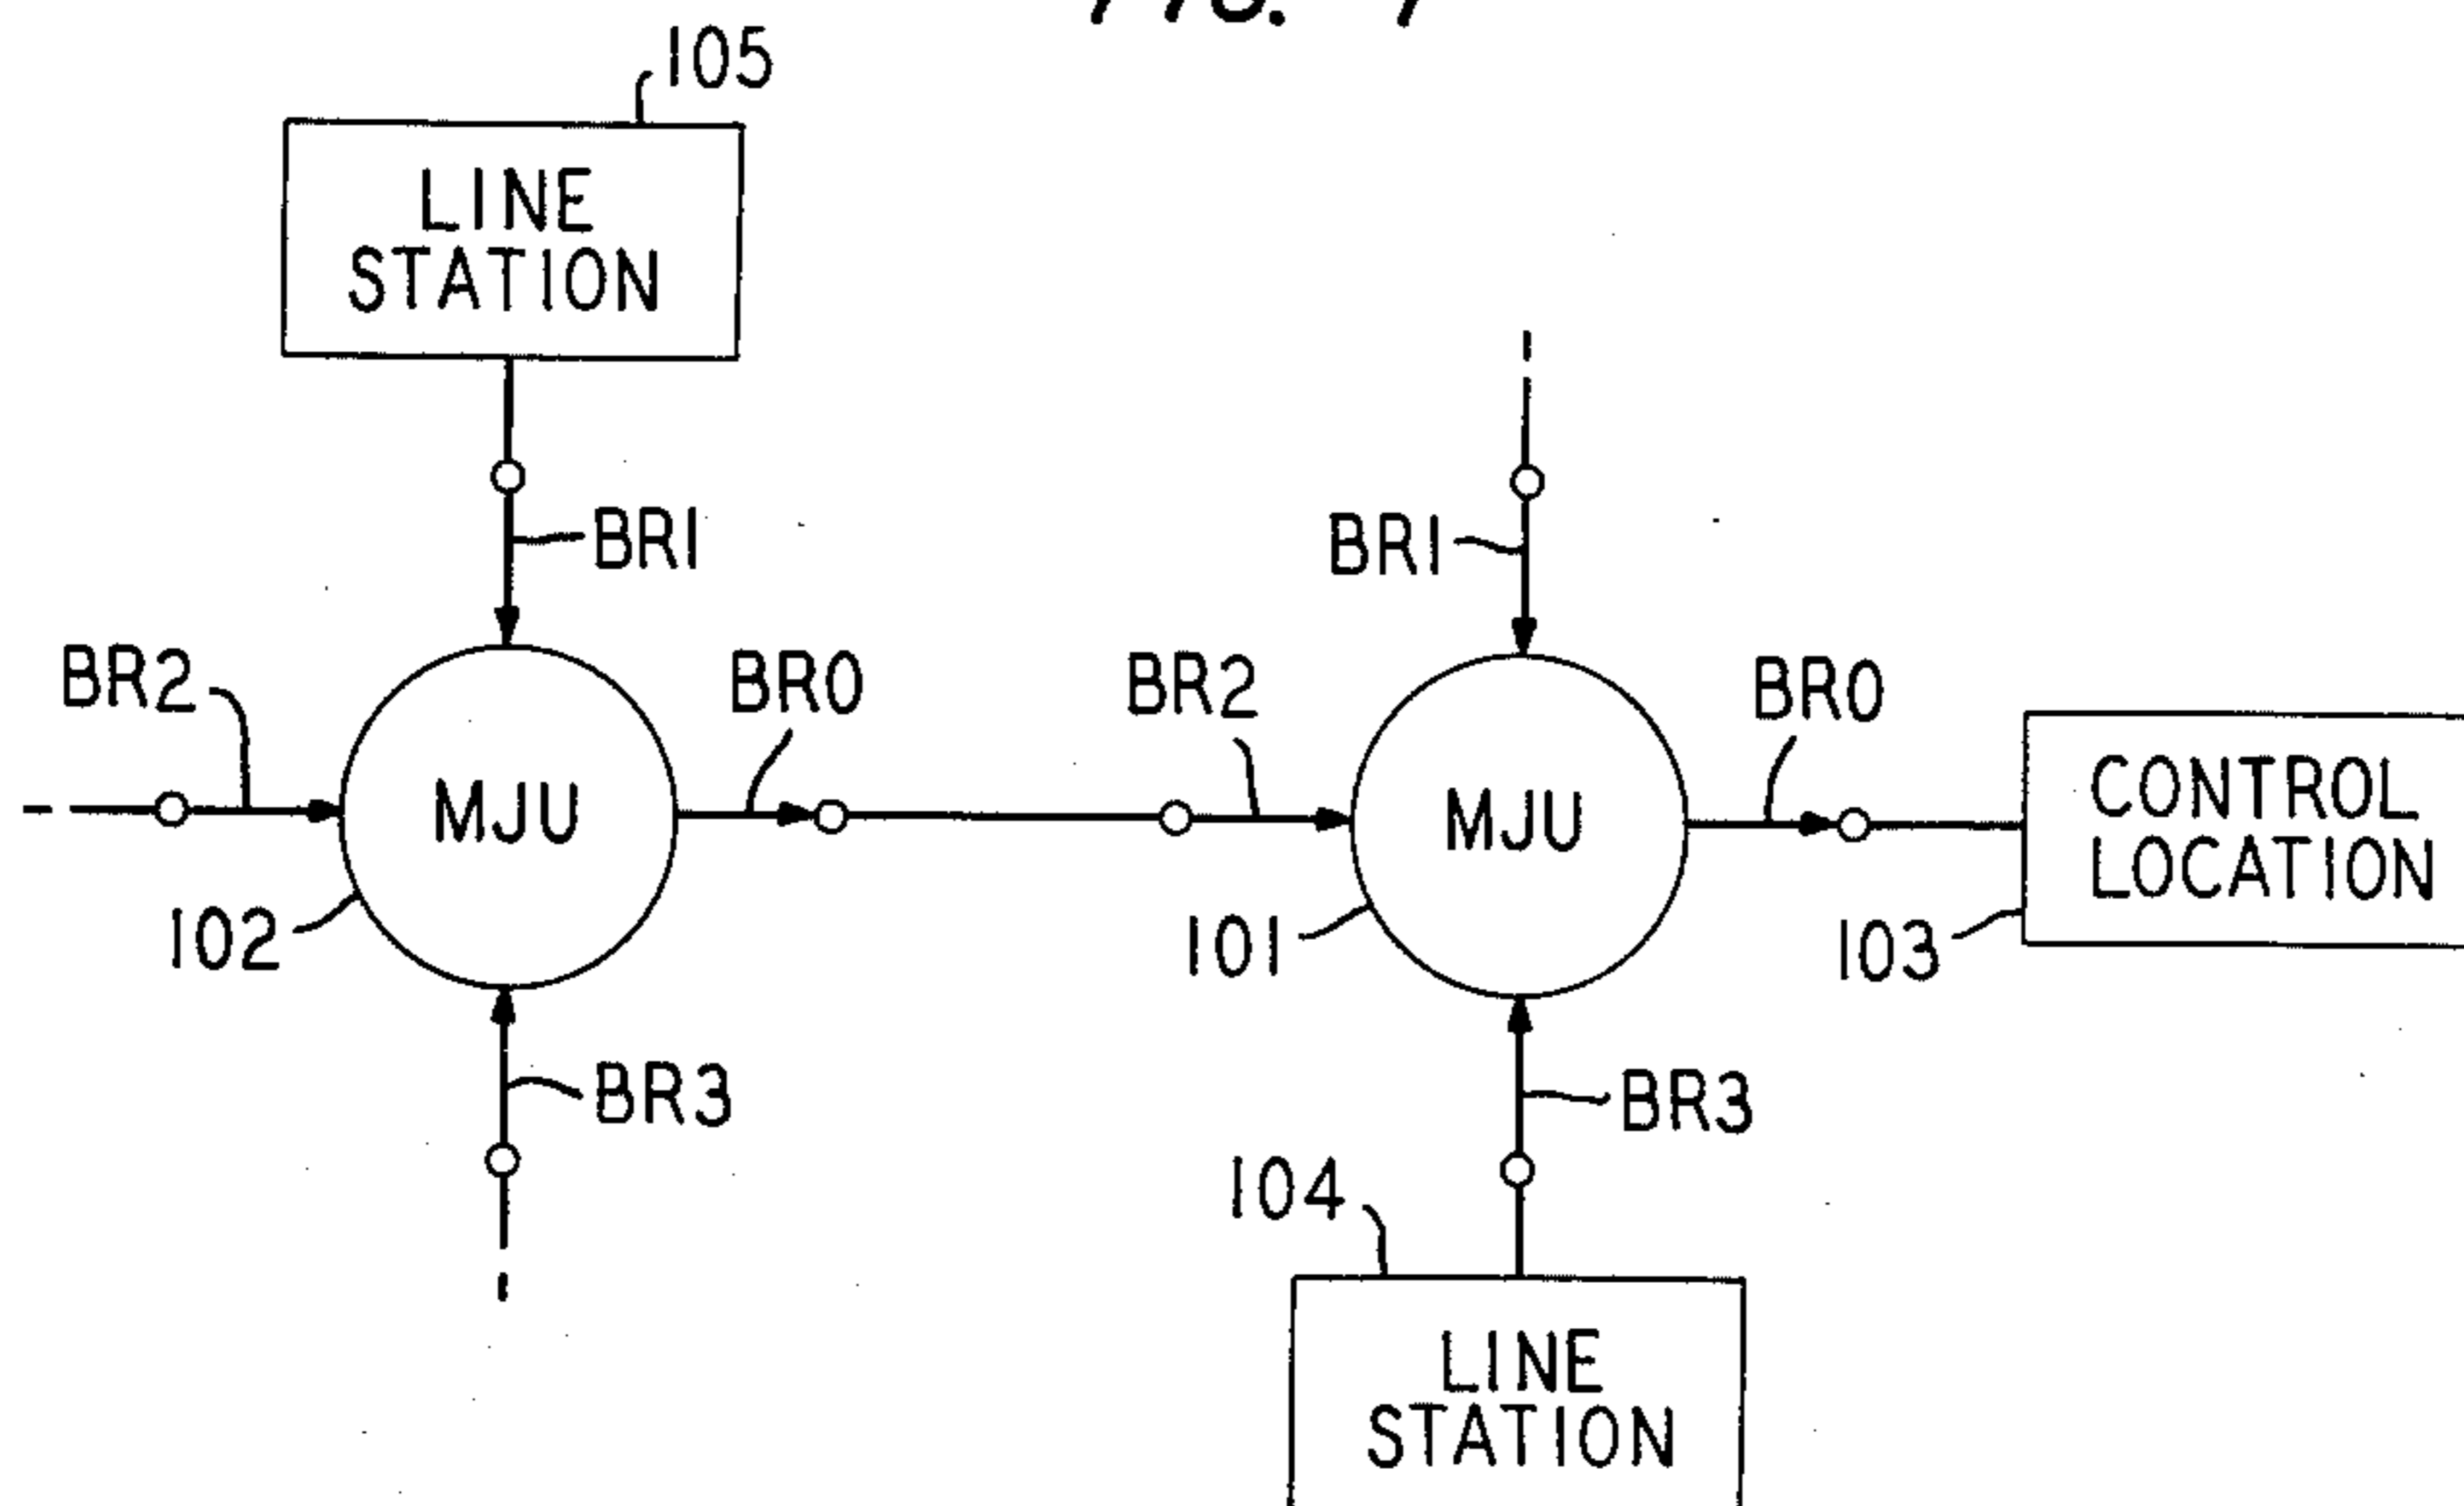 105
LINE
STATION
BR1
BR1
BR2
BR0
BR2
BR0
MJU
MJU
CONTROL
LOCATION
102
101
103
BR3
BR3
104
LINE
STATION